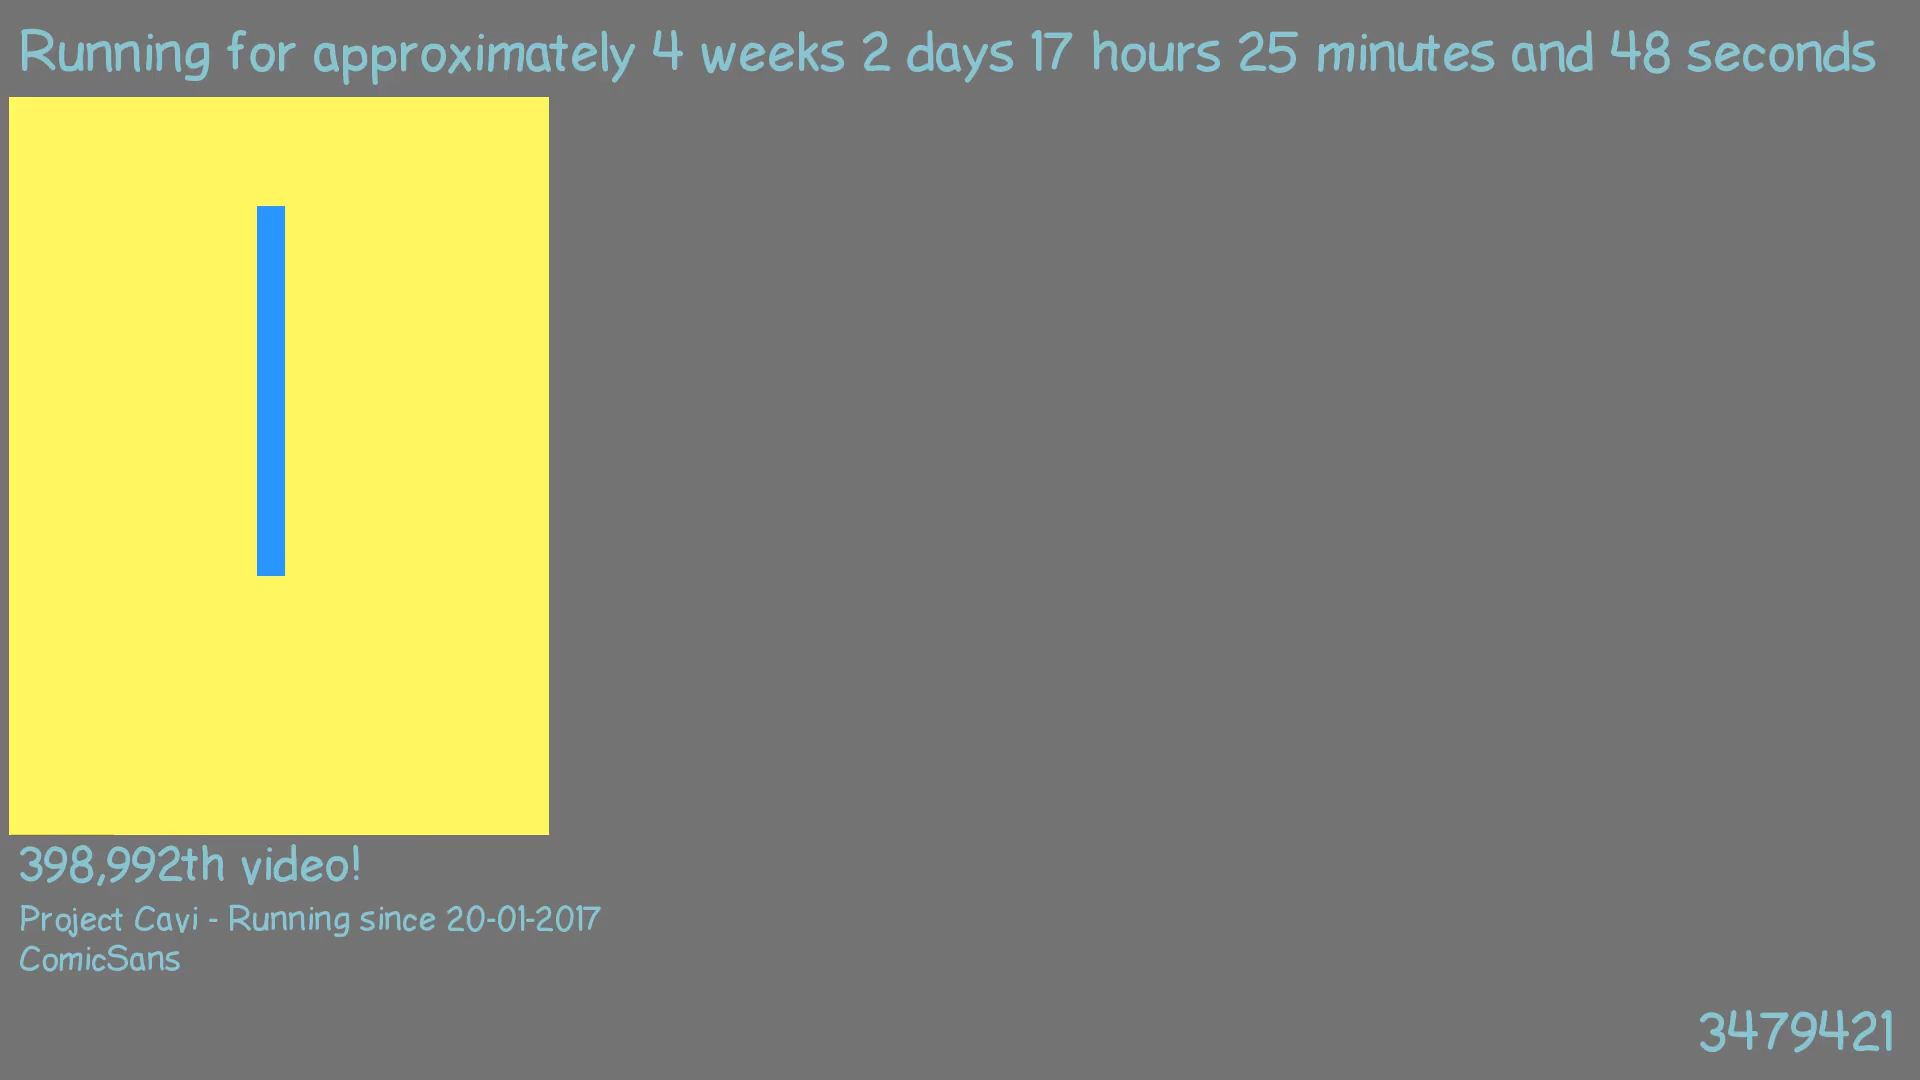 Running for approximately 4 weeks 2 days 17 hours 25 minutes and 48 seconds
398,992th video!
Project Cavi - Running since 20-01-2017
ComicSans
3479421